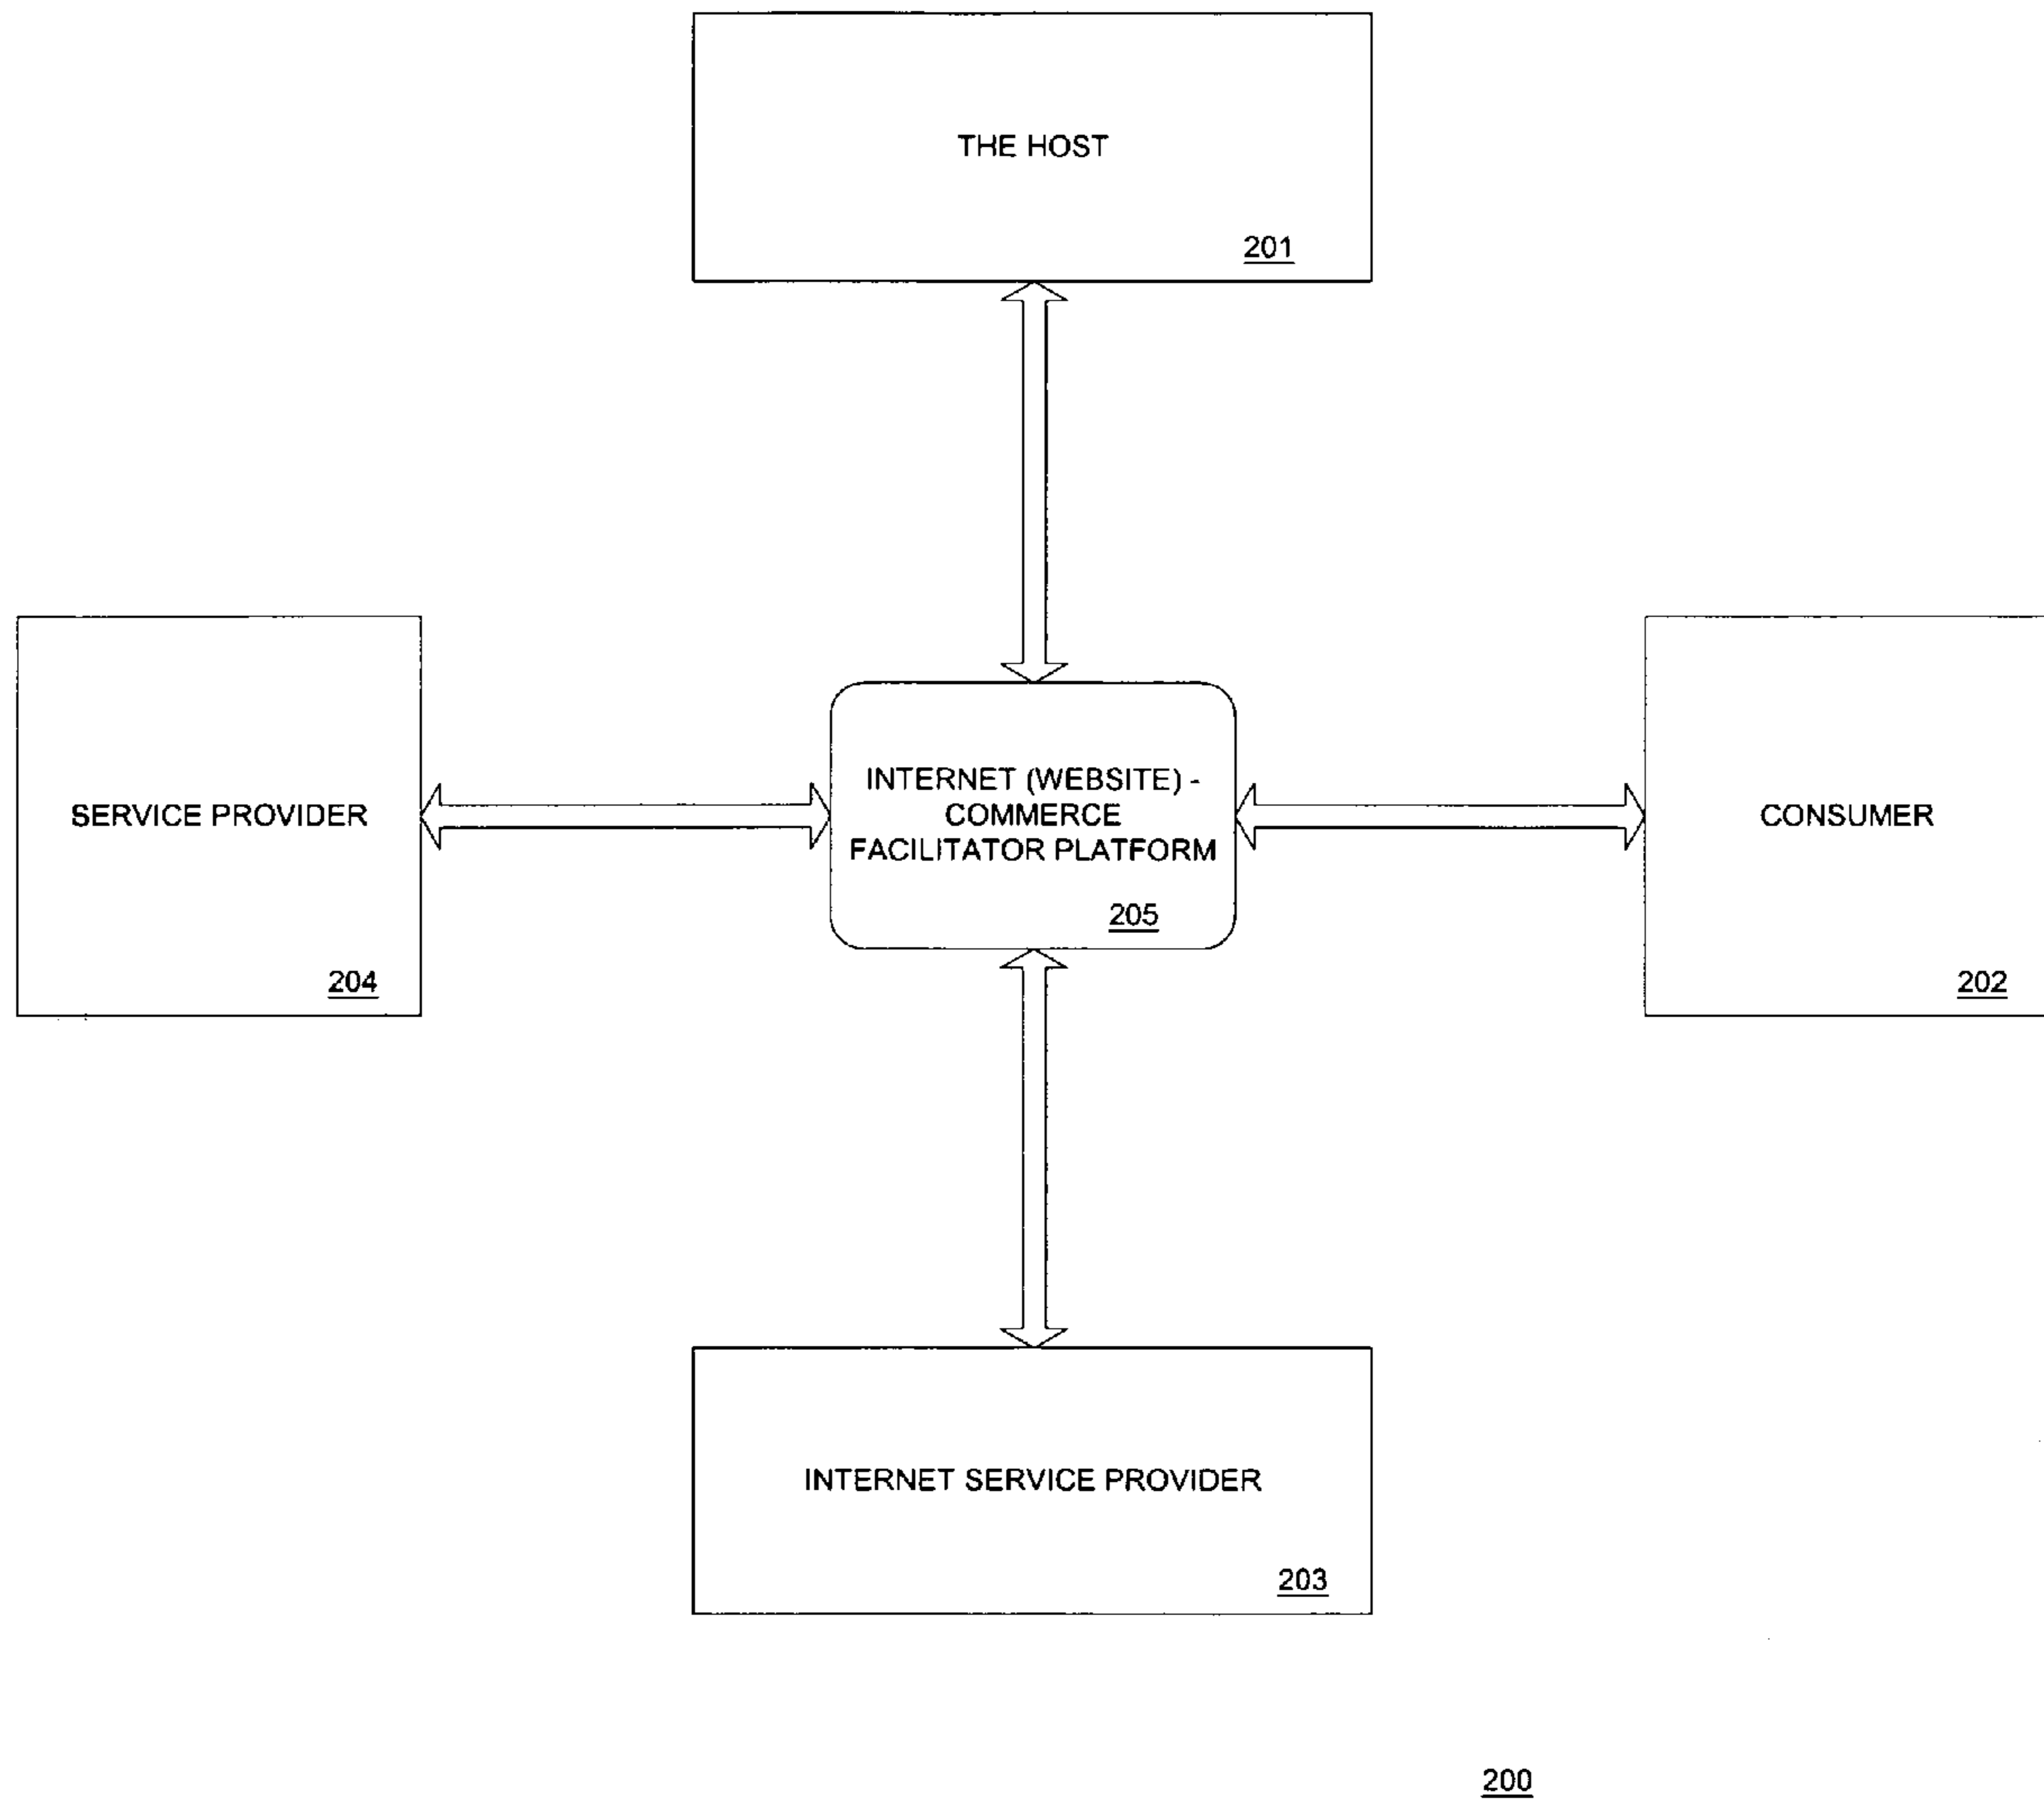 THE HOST
201
SERVICE PROVIDER
204
INTERNET (WEBSITE) -
COMMERCE
FACILITATOR PLATFORM
205
CONSUMER
202
INTERNET SERVICE PROVIDER
203
200